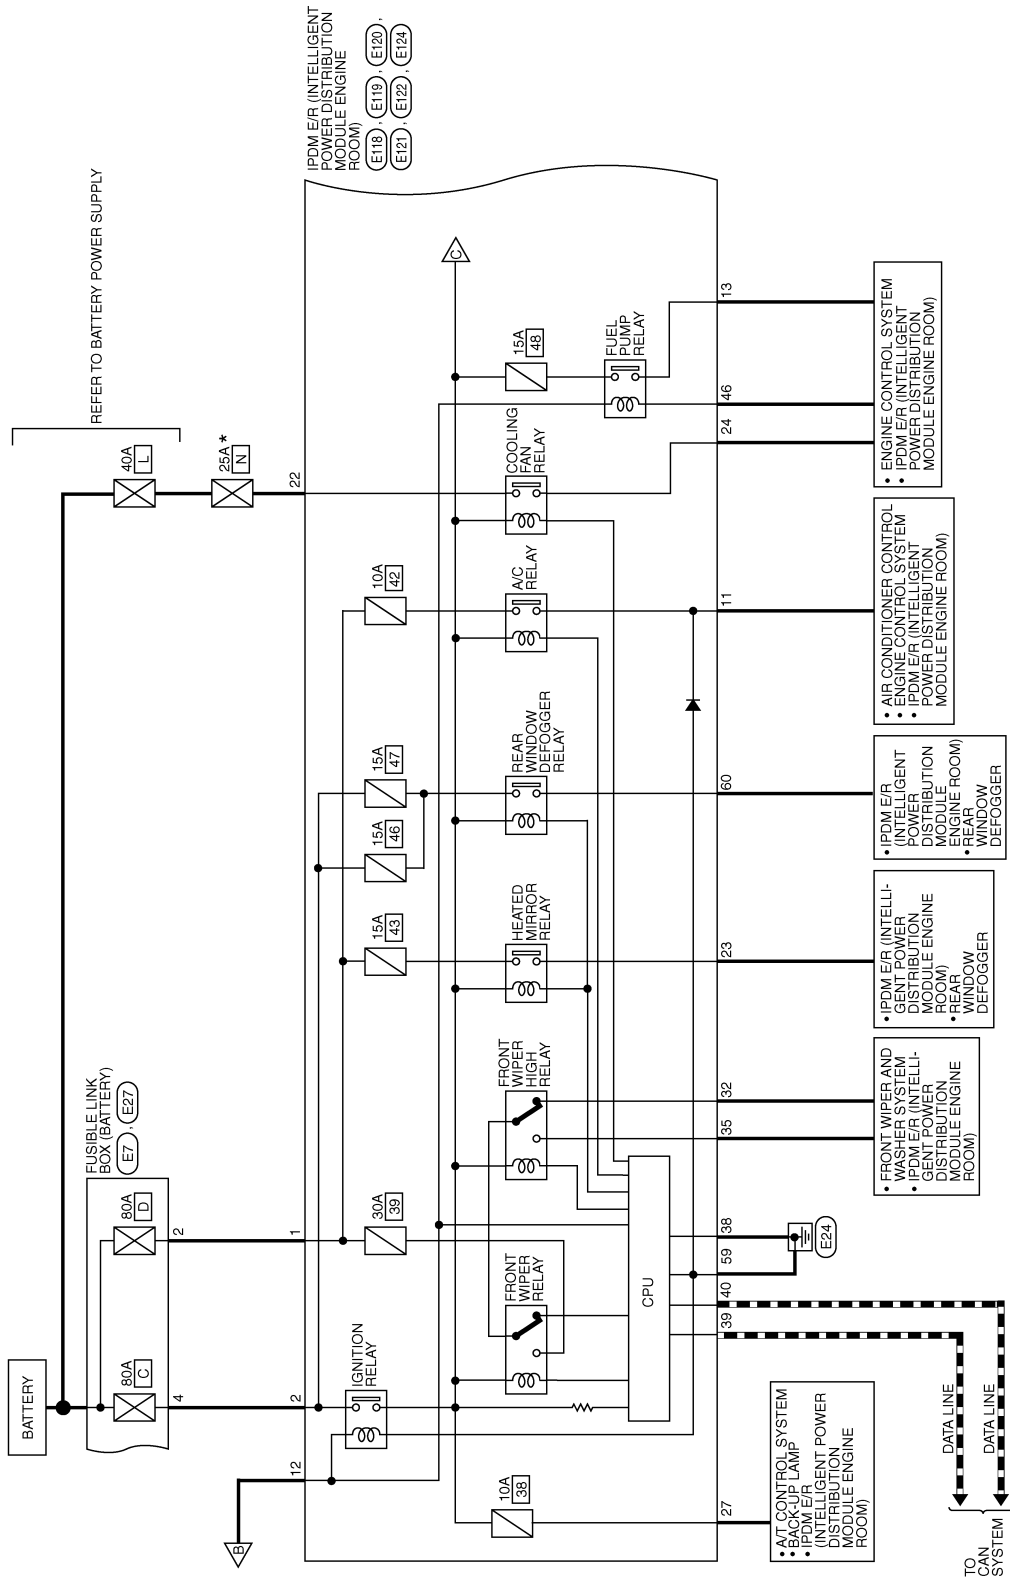 BATTERY
FUSIBLE LINK
BOX (BATTERY)
E7 , E27
80A
C
80A
D
4
2
REFER TO BATTERY POWER SUPPLY
40A
L
25A *
N
IPDM E/R (INTELLIGENT
POWER DISTRIBUTION
MODULE ENGINE
ROOM)
E118 , E119 , E120 ,
E121 , E122 , E124
B
12
2
1
22
IGNITION
RELAY
30A
39
15A
43
15A
46
15A
47
10A
42
C
10A
38
FRONT
WIPER
RELAY
FRONT
WIPER
HIGH
RELAY
HEATED
MIRROR
RELAY
REAR
WINDOW
DEFOGGER
RELAY
A/C
RELAY
COOLING
FAN
RELAY
15A
48
FUEL
PUMP
RELAY
CPU
27
39
40
59
38
35
32
23
60
11
24
46
13
E24
• A/T CONTROL SYSTEM
• BACK-UP LAMP
• IPDM E/R
(INTELLIGENT POWER
DISTRIBUTION
MODULE ENGINE
ROOM)
DATA LINE
DATA LINE
TO
CAN
SYSTEM
• FRONT WIPER AND
WASHER SYSTEM
• IPDM E/R (INTELLI-
GENT POWER
DISTRIBUTION
MODULE ENGINE
ROOM)
• IPDM E/R (INTELLI-
GENT POWER
DISTRIBUTION
MODULE ENGINE
ROOM)
• REAR
WINDOW
DEFOGGER
• IPDM E/R
(INTELLIGENT
POWER
DISTRIBUTION
MODULE
ENGINE ROOM)
• REAR
WINDOW
DEFOGGER
• AIR CONDITIONER CONTROL
• ENGINE CONTROL SYSTEM
• IPDM E/R (INTELLIGENT
POWER DISTRIBUTION
MODULE ENGINE ROOM)
• ENGINE CONTROL SYSTEM
• IPDM E/R (INTELLIGENT
POWER DISTRIBUTION
MODULE ENGINE ROOM)